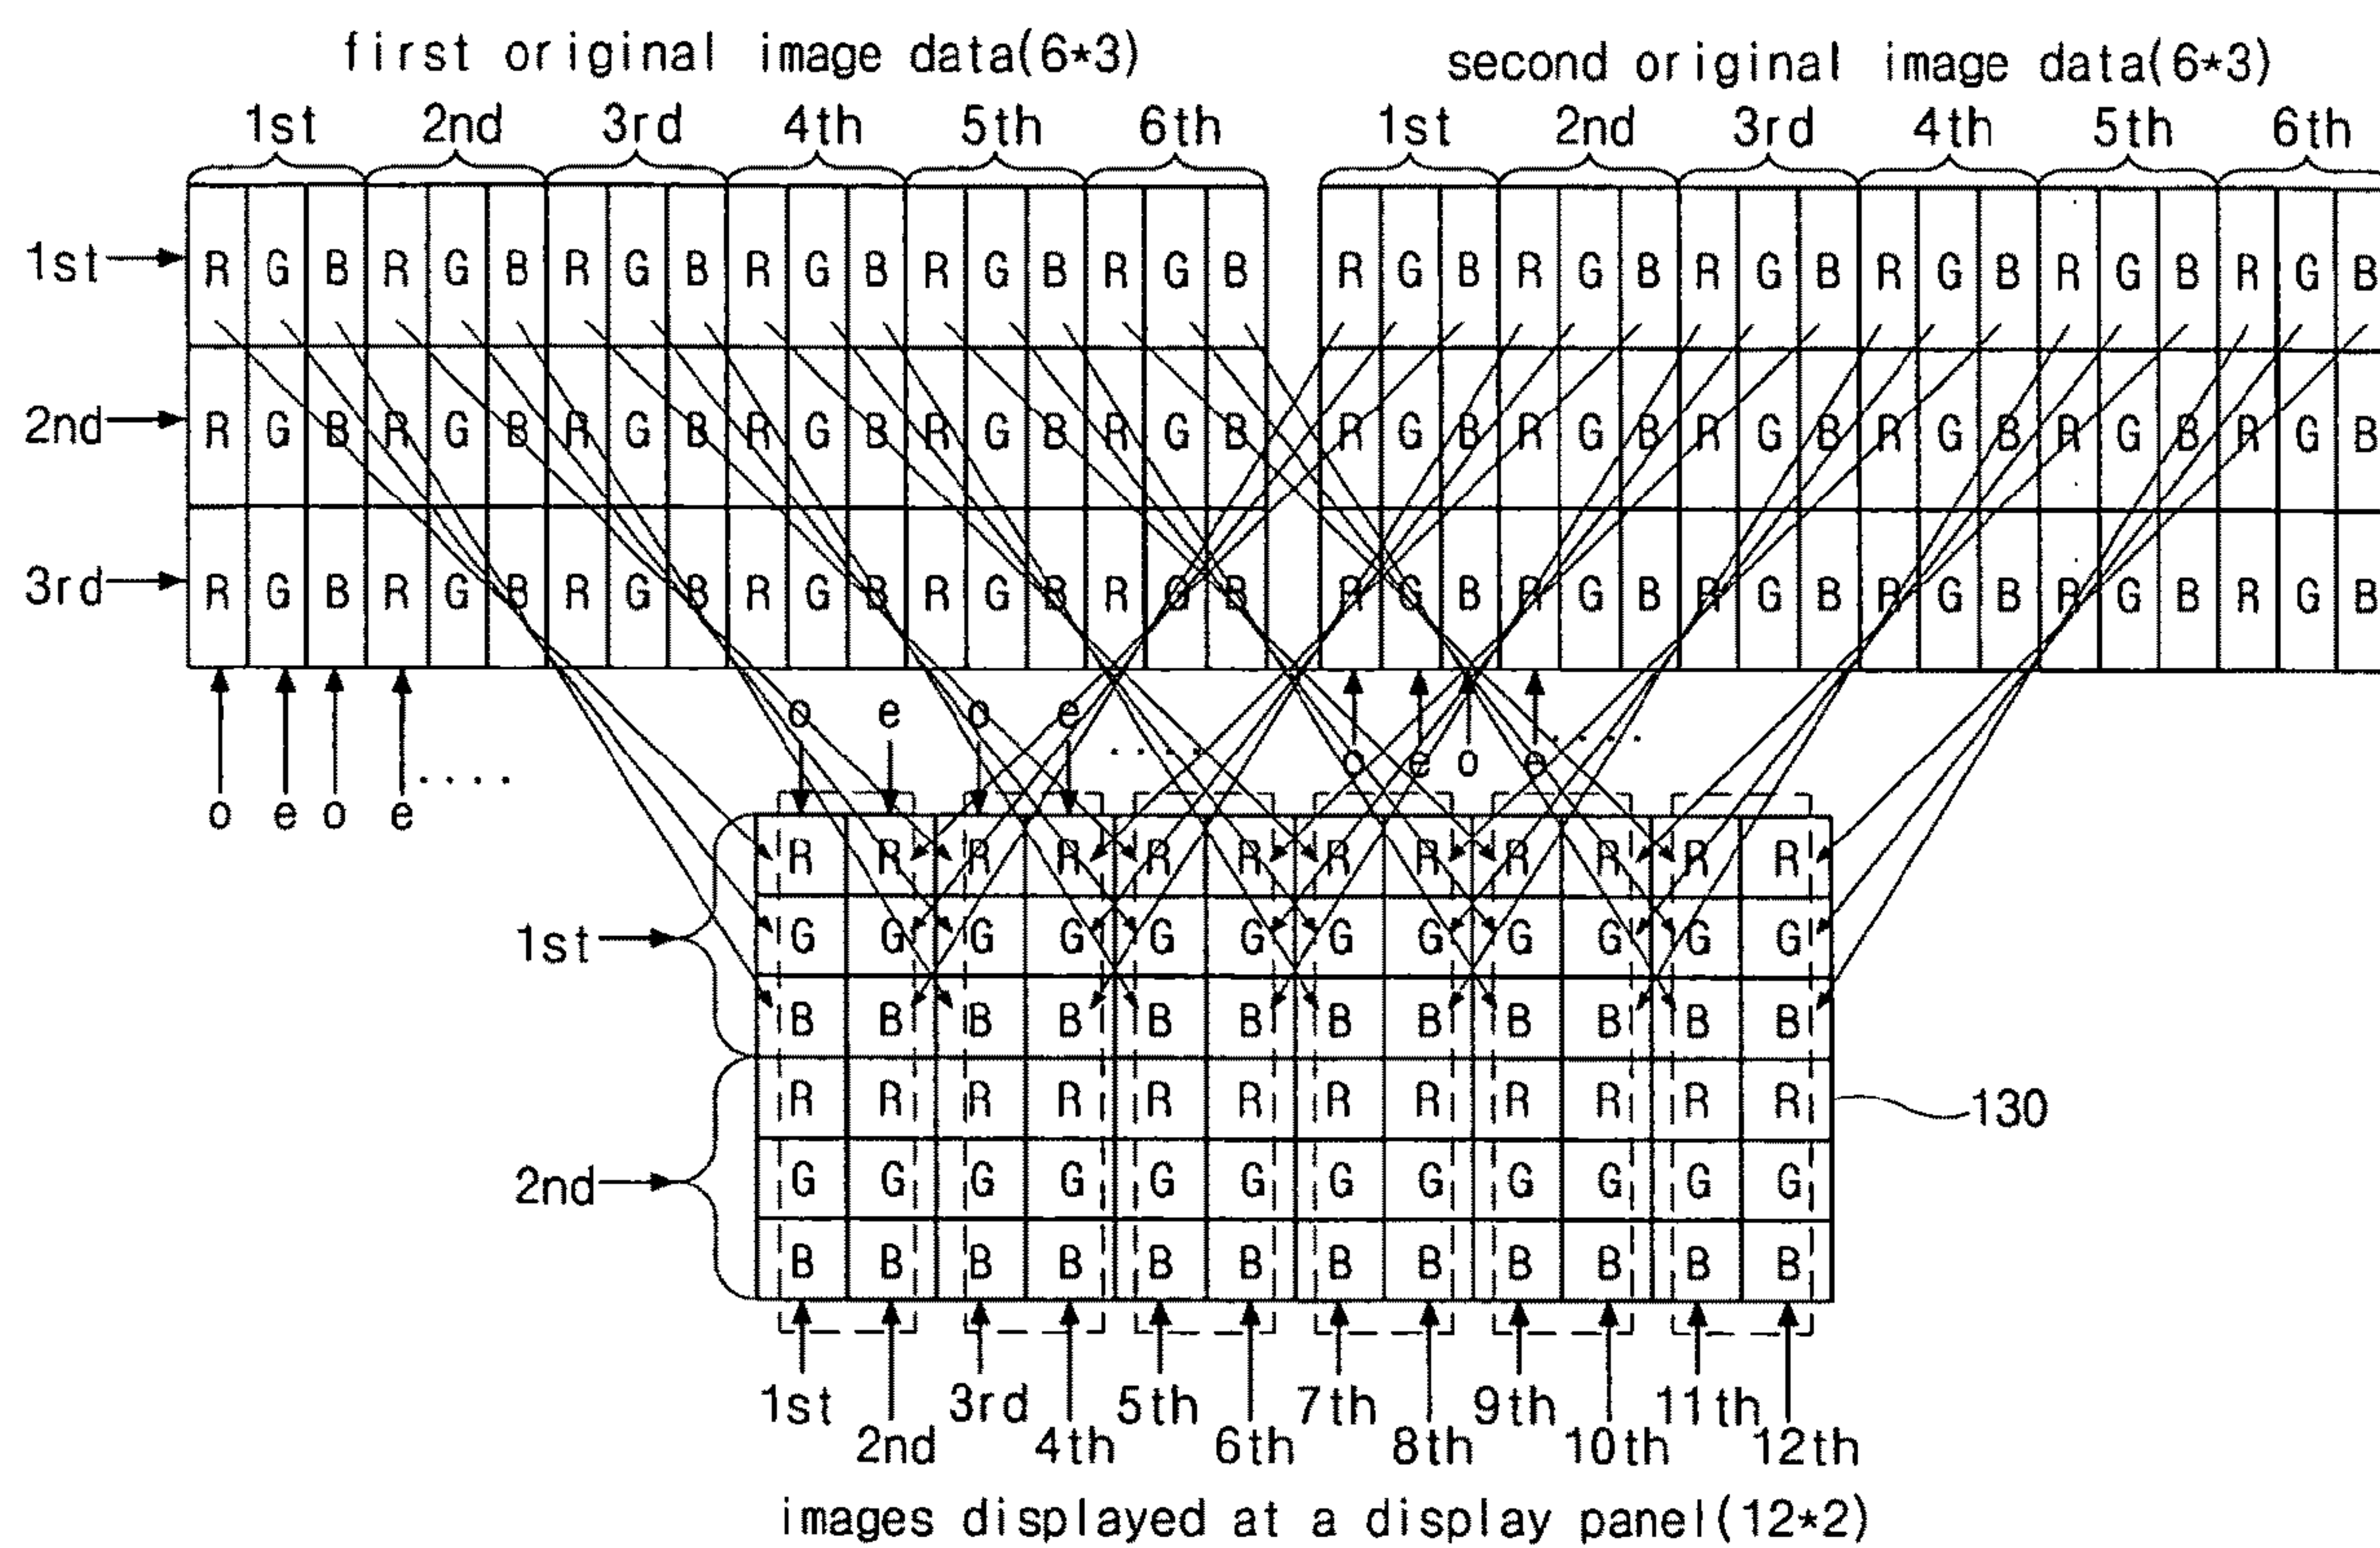 first original image data(6*3)
second original image data(6*3)
1st 2nd 3rd 4th 5th 6th 1st 2nd 3rd 4th 5th 6th
1st R G B R G B R G B R G B R G B R G B R G B R G B R G B R G B R G B R G B
2nd R G B R G B R G B R G B R G B R G B R G B R G B R G B R G B R G B R G B
3rd R G B R G B R G B R G B R G B R G B R G B R G B R G B R G B R G B R G B
o e o e ....
o e o e ....
o e o e .....
R R R R R R R R R R R R
1st G G G G G G G G G G G G
B B B B B B B B B B B B
R R R R R R R R R R R R 130
2nd G G G G G G G G G G G G
B B B B B B B B B B B B
1st 3rd 5th 7th 9th 11th
2nd 4th 6th 8th 10th 12th
images displayed at a display panel(12*2)